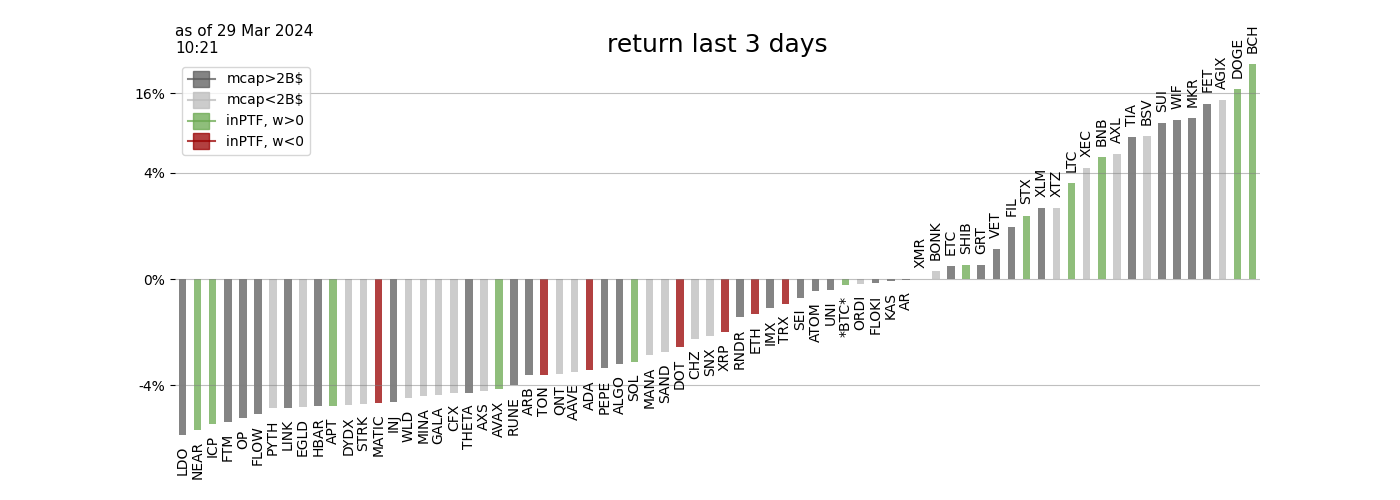 as of 29 Mar 2024
10:21
return last 3 days
mcap>2B$
mcap<2B$
inPTF, w>0
inPTF, w<0
16%
4%
0%
-4%
LDO
NEAR
ICP
FTM
OP
FLOW
PYTH
LINK
EGLD
HBAR
APT
DYDX
STRK
MATIC
INJ
WLD
MINA
GALA
CFX
THETA
AXS
AVAX
RUNE
ARB
TON
QNT
AAVE
ADA
PEPE
ALGO
SOL
MANA
SAND
DOT
CHZ
SNX
XRP
RNDR
ETH
IMX
TRX
SEI
ATOM
UNI
*BTC*
ORDI
FLOKI
KAS
AR
XMR
BONK
ETC
SHIB
GRT
VET
FIL
STX
XLM
XTZ
LTC
XEC
BNB
AXL
TIA
BSV
SUI
WIF
MKR
FET
AGIX
DOGE
BCH